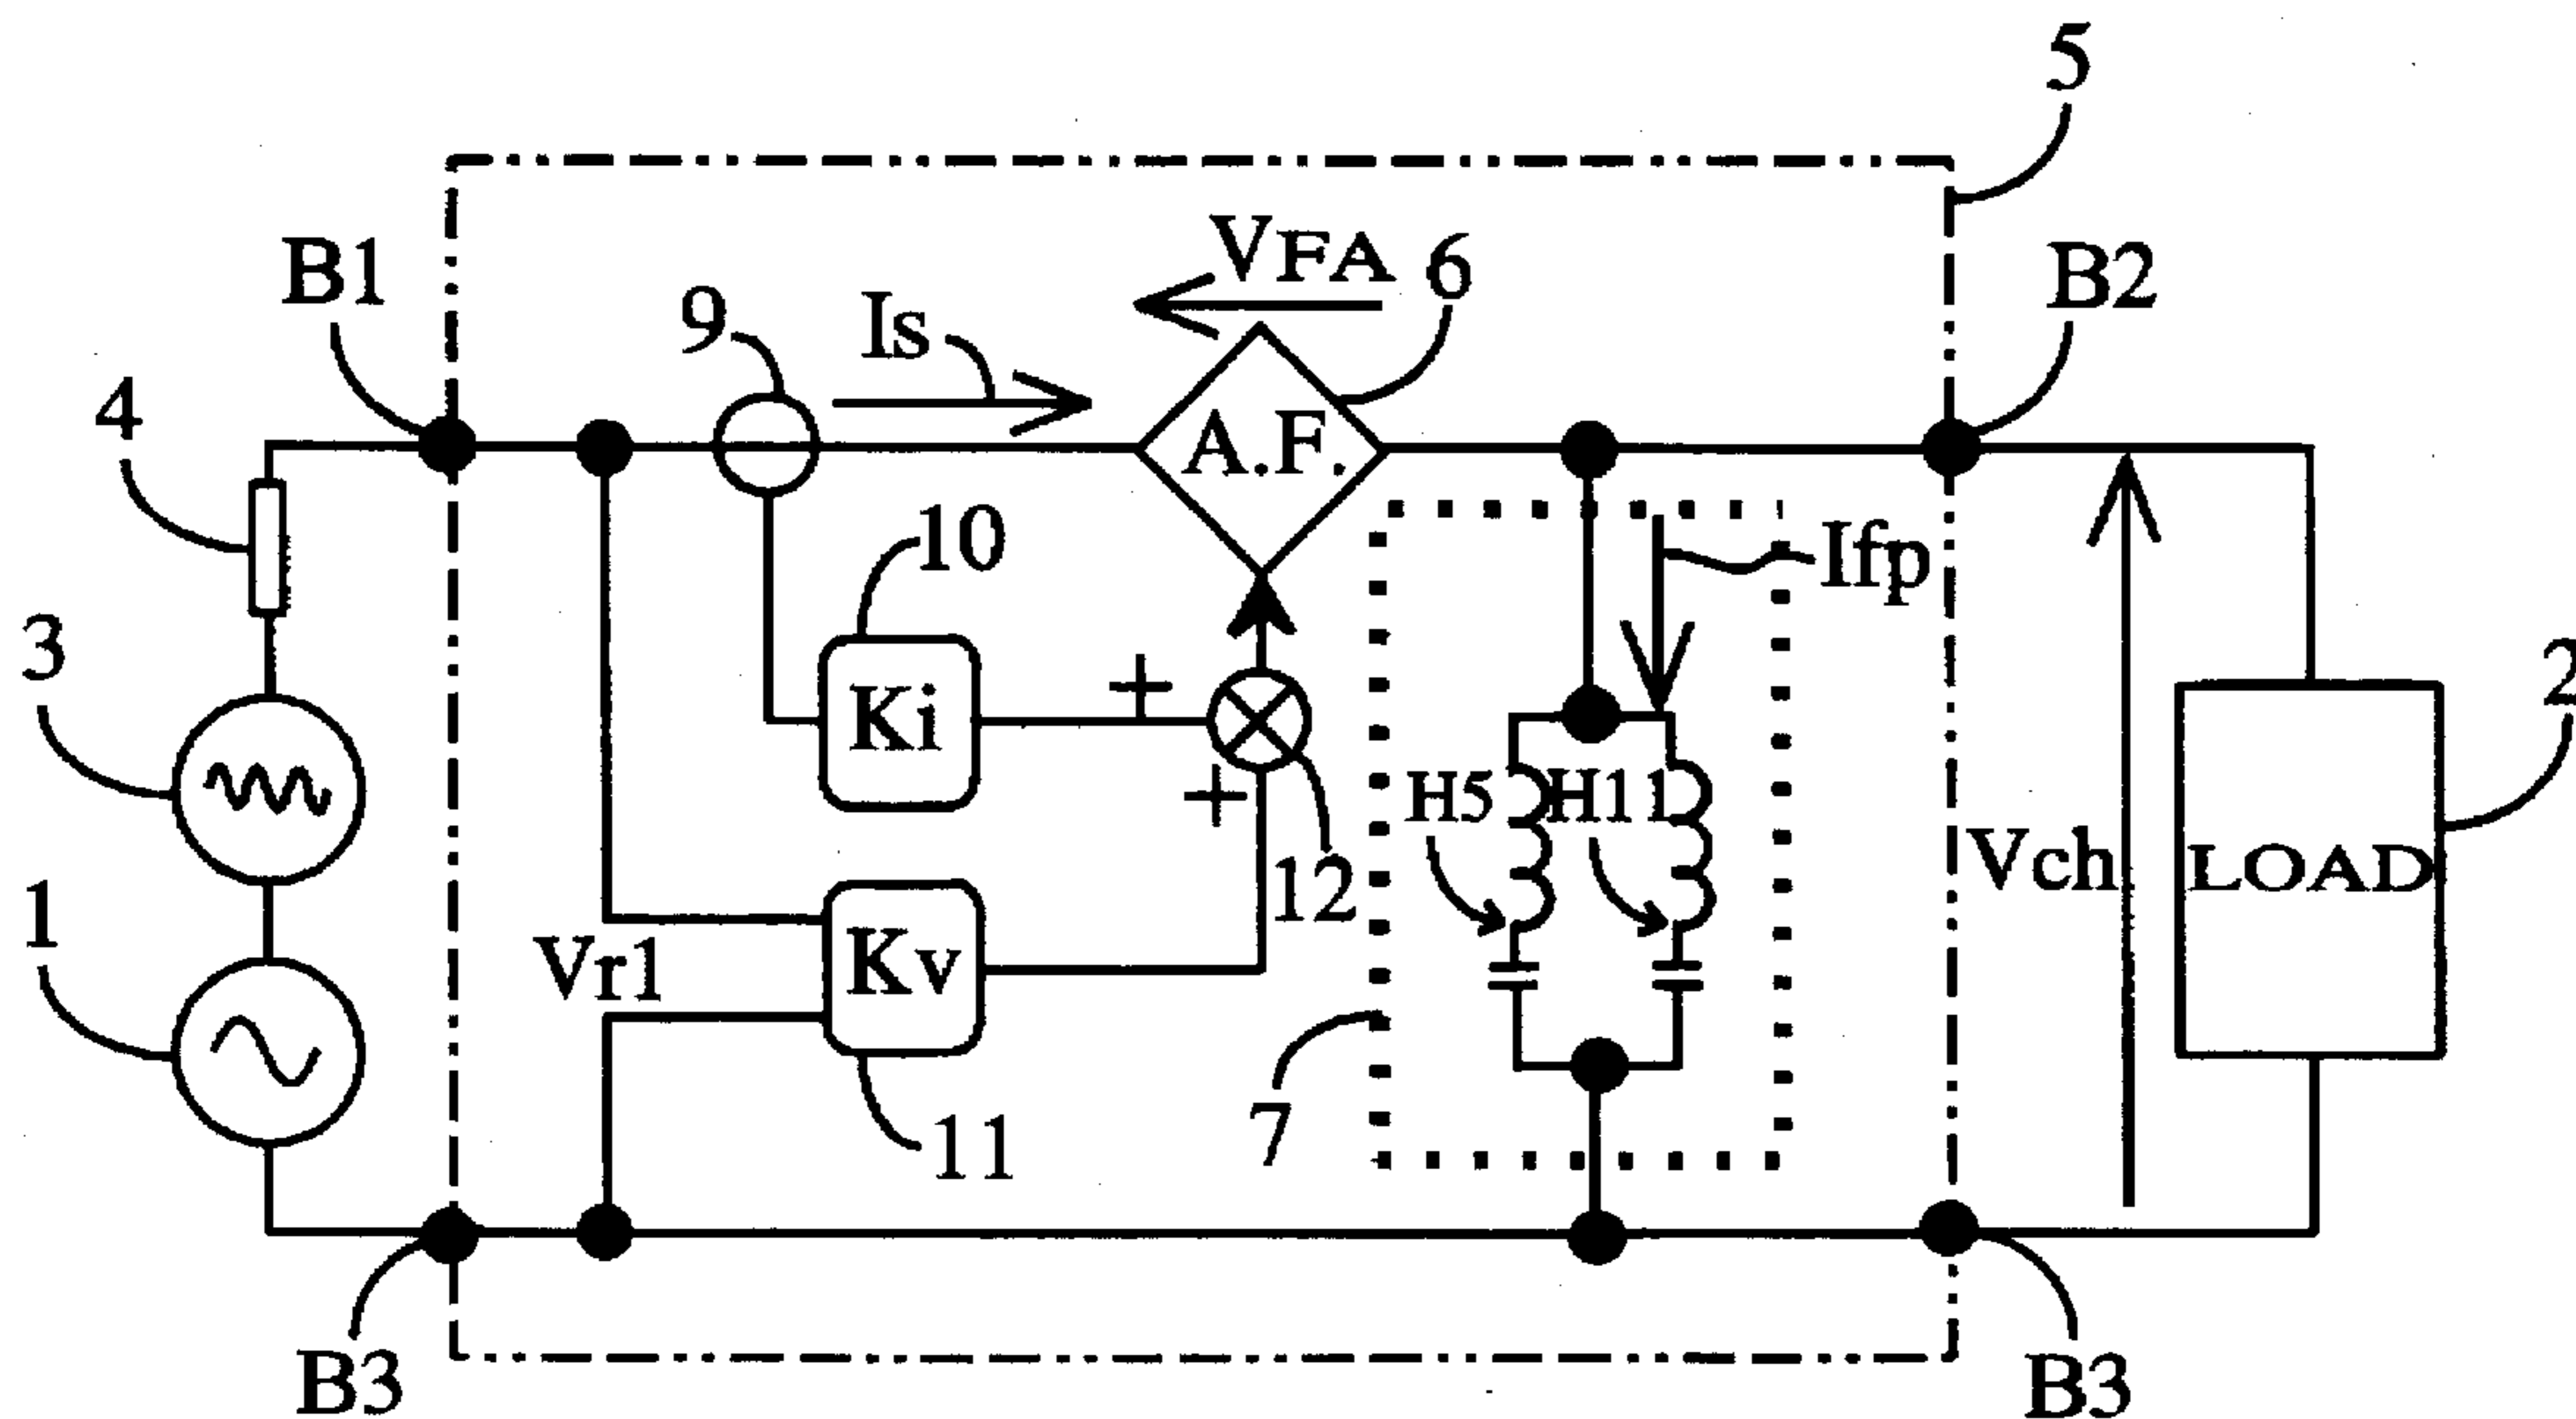 5
VFA
6
B1
B2
9
Is
4
A.F.
10
Ifp
3
Ki
+
2
H5
H11
+
Vch
LOAD
12
1
Vr1
Kv
7
11
B3
B3